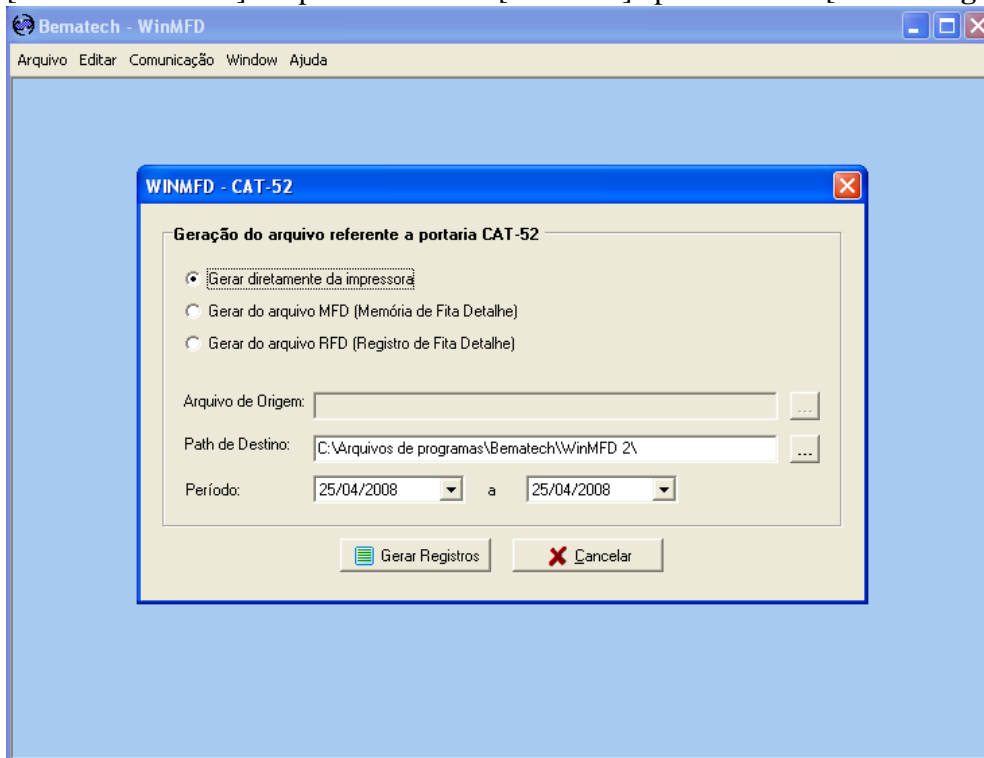 Bematech - WinMFD
Arquivo Editar Comunicação Window Ajuda
WINMFD - CAT-52
Geração do arquivo referente a portaria CAT-52
Gerar diretamente da impressora
Gerar do arquivo MFD (Memória de Fita Detalhe)
Gerar do arquivo RFD (Registro de Fita Detalhe)
Arquivo de Origem: ...
Path de Destino: C:\Arquivos de programas\Bematech\\WinMFD 2\ ...
Período: 25/04/2008 a 25/04/2008
Gerar Registros Cancelar